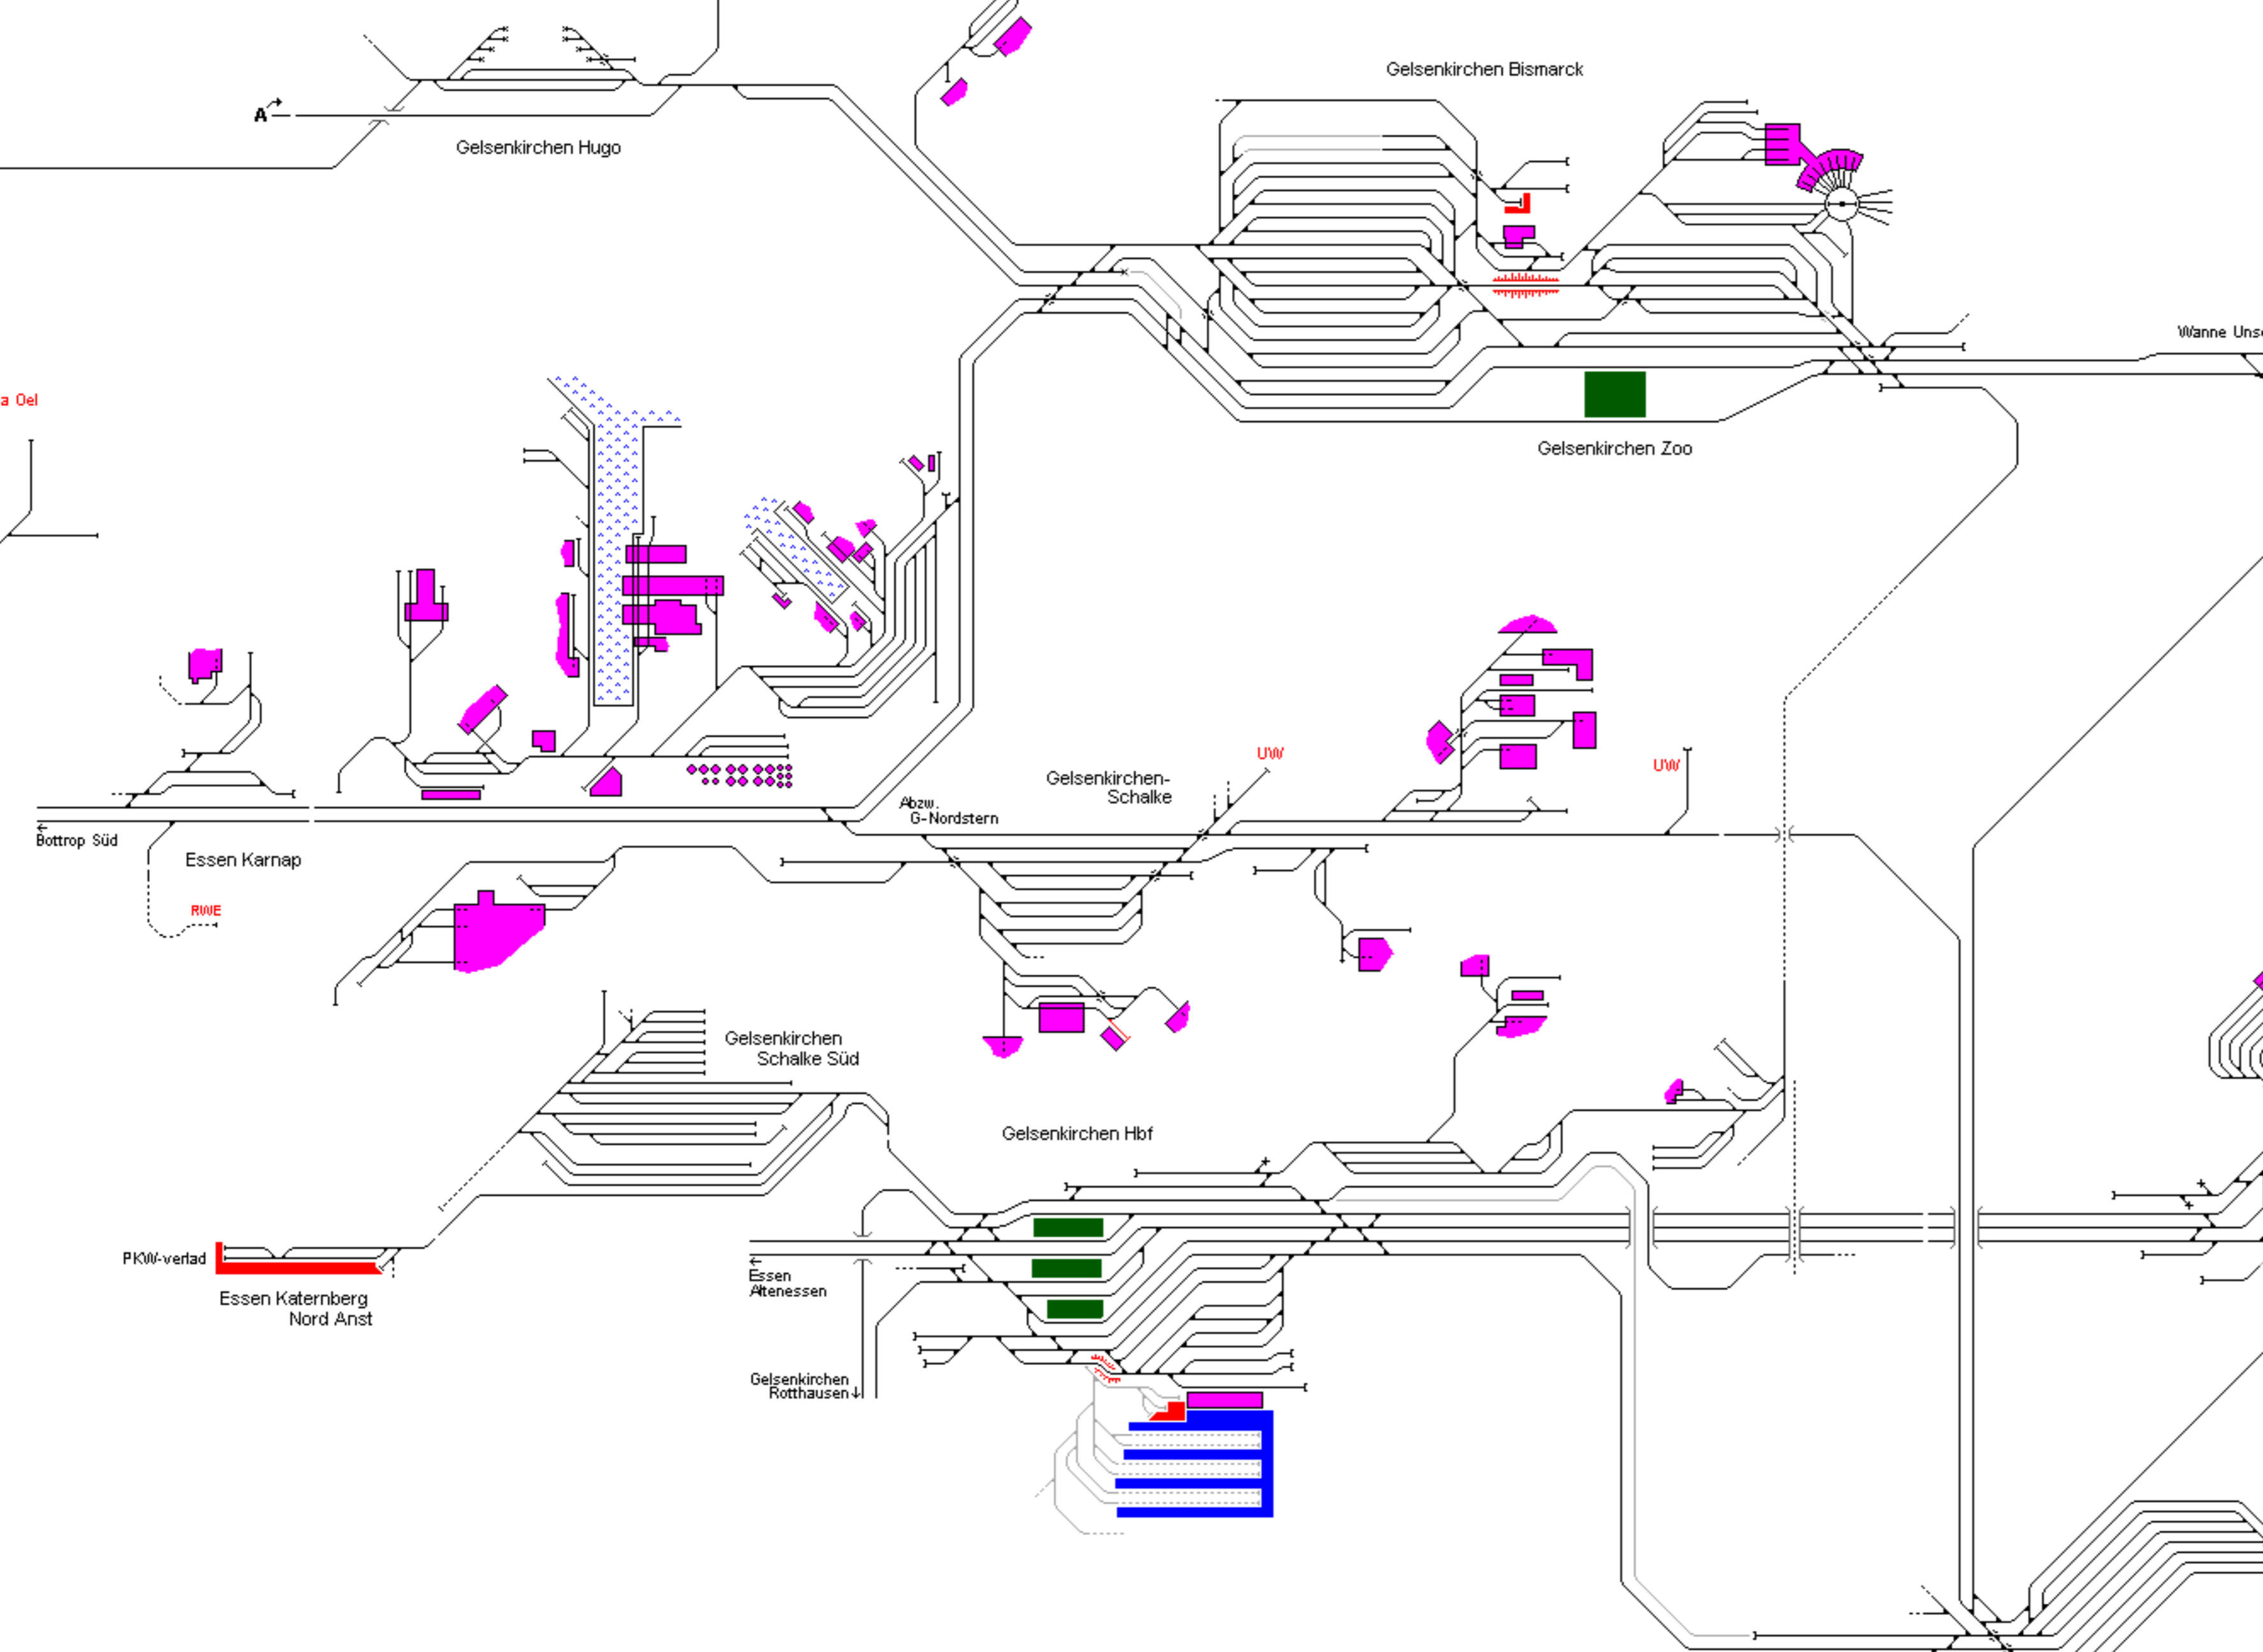 Gelsenkirchen Bismarck
A
Gelsenkirchen Hugo
Wanne
a Oel
Gelsenkirchen Zoo
UW
UW
Gelsenkirchen-
Schalke
Abzw.
G-Nordstern
Bottrop Süd
Essen Karnap
RWE
Gelsenkirchen
Schalke Süd
Gelsenkirchen Hbf
PKW-verlad
Essen
Altenessen
Essen Katernberg
Nord Anst
Gelsenkirchen
Rotthausen